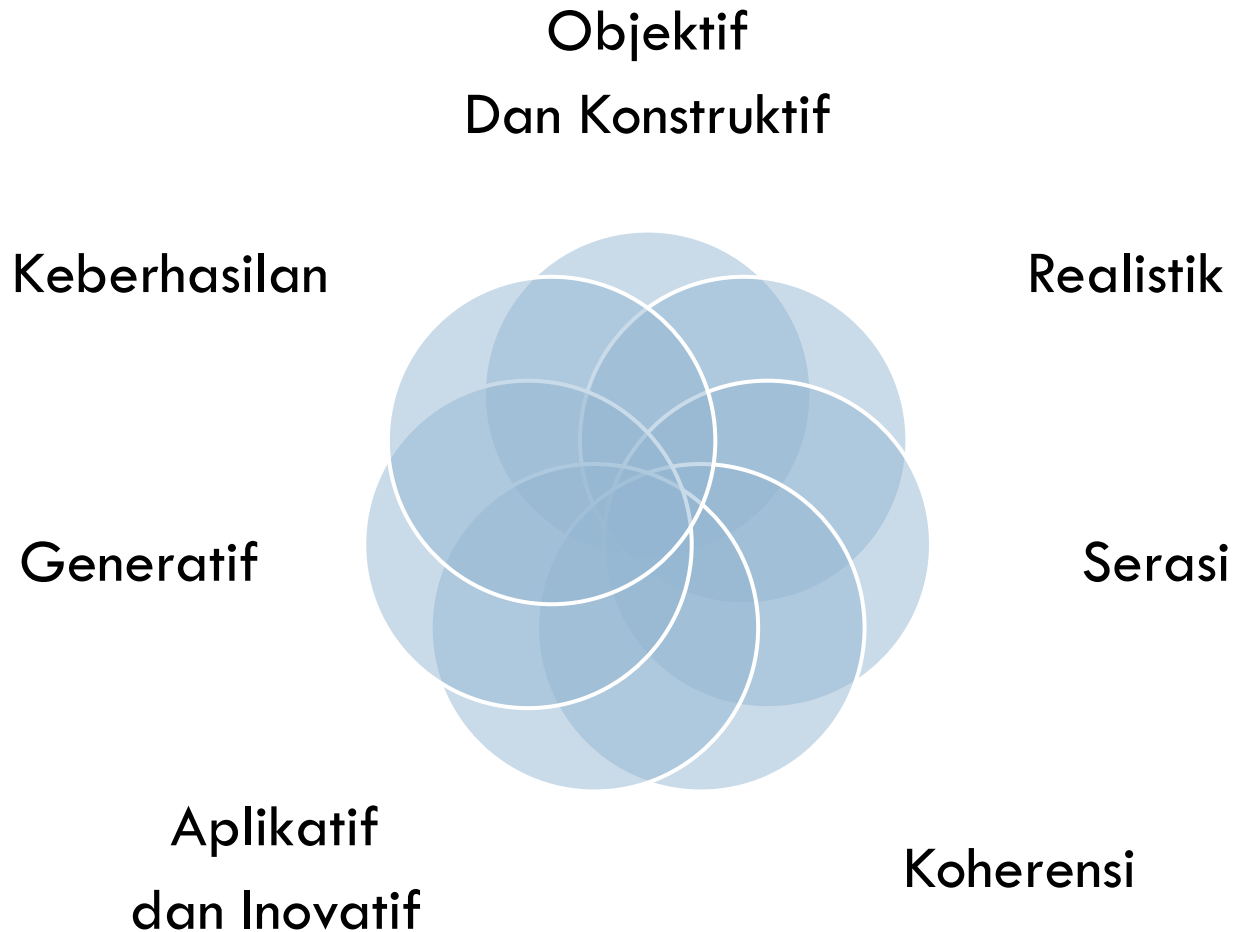 Objektif
Dan Konstruktif
Keberhasilan
Realistik
Generatif
Serasi
Aplikatif
dan Inovatif
Koherensi